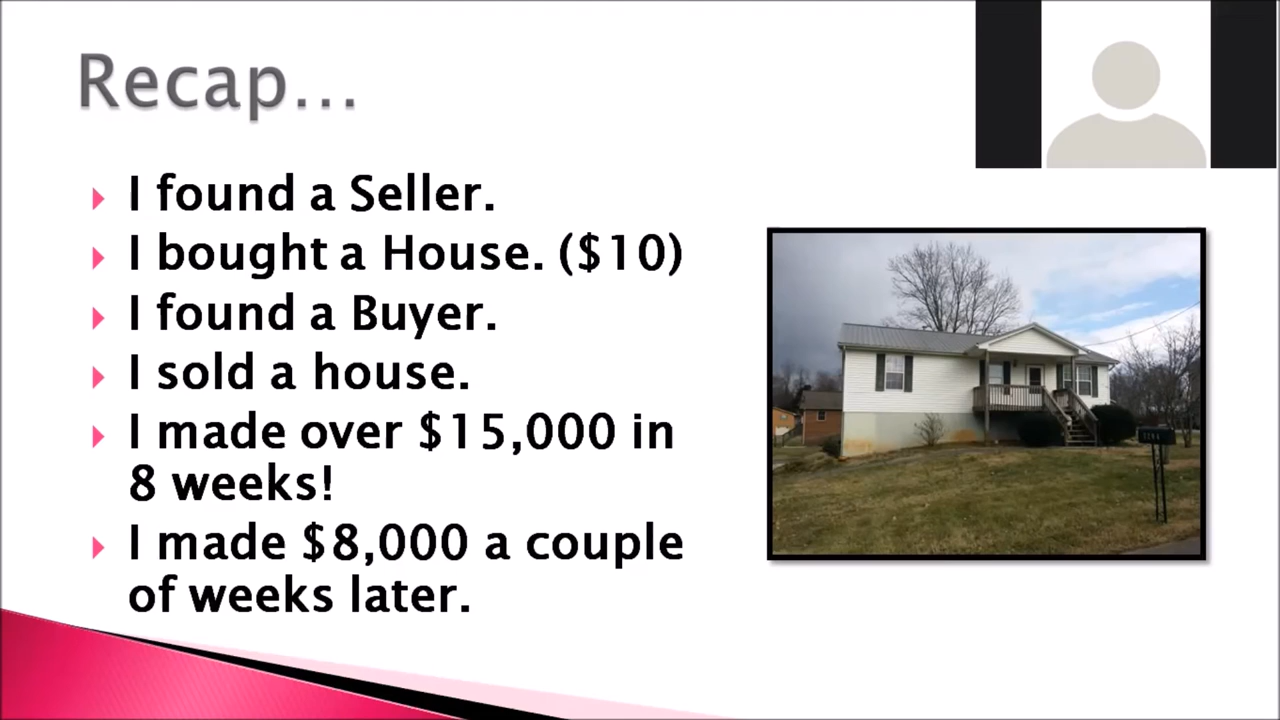 Recap...
I found a Seller.
I bought a House. ($10)
I found a Buyer.
I sold a house.
I made over $15,000 in
8 weeks!
I made $8,000 a couple
of weeks later.